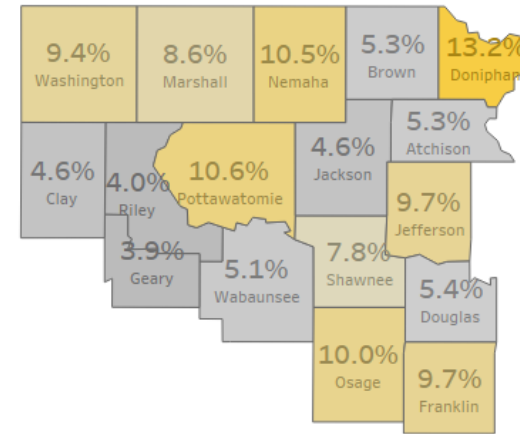 9.4%
Washington
8.6%
Marshall
10.5%
Nemaha
5.3%
Brown
13.2%
Doniphan
4.6%
Clay
4.0%
Riley
10.6%
Pottawatomie
4.6%
Jackson
5.3%
Atchison
9.7%
Jefferson
3.9%
Geary
5.1%
Wabaunsee
7.8%
Shawnee
5.4%
Douglas
10.0%
Osage
9.7%
Franklin